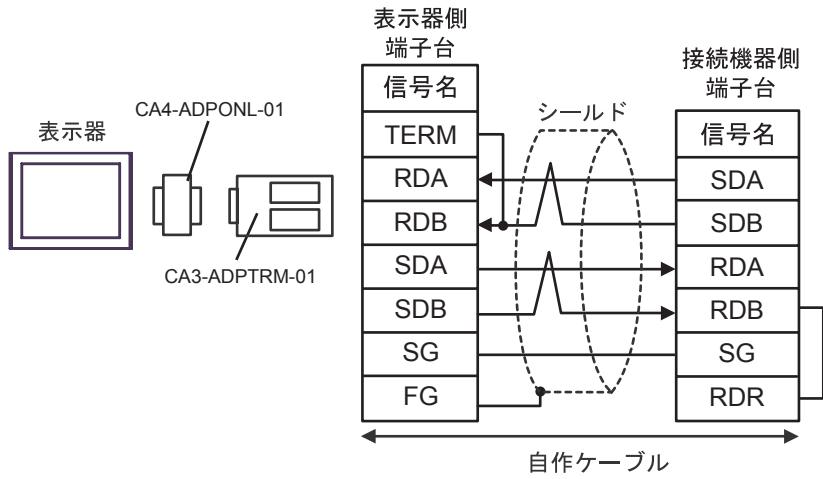 表示器
CA4-ADPONL-01
CA3-ADPTRM-01
表示器側
端子台
信号名
TERM
RDA
RDB
SDA
SDB
SG
FG
シールド
接続機器側
端子台
信号名
SDA
SDB
RDA
RDB
SG
RDR
自作ケーブル